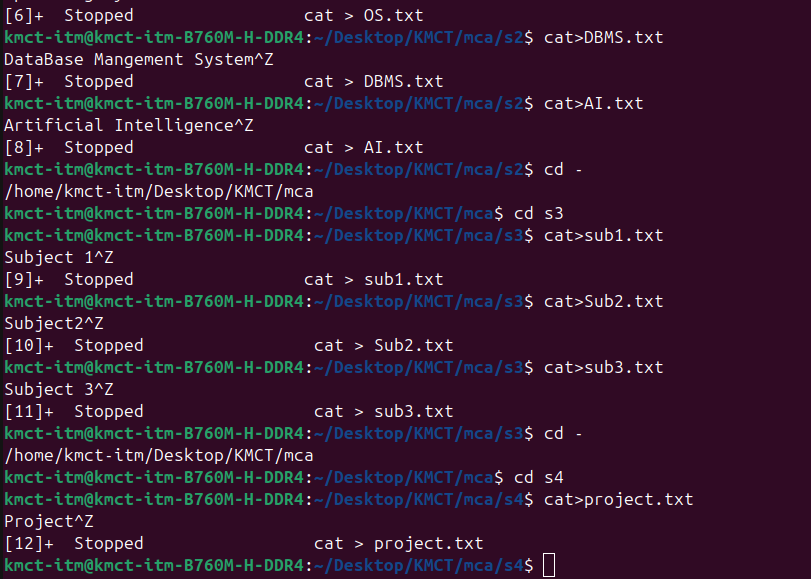 [6]+  Stopped                 cat > OS.txt
kmct-itm@kmct-itm-B760M-H-DDR4:~/Desktop/KMCT/mca/s2$ cat>DBMS.txt
DataBase Mangement System^Z
[7]+  Stopped                 cat > DBMS.txt
kmct-itm@kmct-itm-B760M-H-DDR4:~/Desktop/KMCT/mca/s2$ cat>AI.txt
Artificial Intelligence^Z
[8]+  Stopped                 cat > AI.txt
kmct-itm@kmct-itm-B760M-H-DDR4:~/Desktop/KMCT/mca/s2$ cd -
/home/kmct-itm/Desktop/KMCT/mca
kmct-itm@kmct-itm-B760M-H-DDR4:~/Desktop/KMCT/mca$ cd s3
kmct-itm@kmct-itm-B760M-H-DDR4:~/Desktop/KMCT/mca/s3$ cat>sub1.txt
Subject 1^Z
[9]+  Stopped                 cat > sub1.txt
kmct-itm@kmct-itm-B760M-H-DDR4:~/Desktop/KMCT/mca/s3$ cat>Sub2.txt
Subject2^Z
[10]+  Stopped                 cat > Sub2.txt
kmct-itm@kmct-itm-B760M-H-DDR4:~/Desktop/KMCT/mca/s3$ cat>sub3.txt
Subject 3^Z
[11]+  Stopped                 cat > sub3.txt
kmct-itm@kmct-itm-B760M-H-DDR4:~/Desktop/KMCT/mca/s3$ cd -
/home/kmct-itm/Desktop/KMCT/mca
kmct-itm@kmct-itm-B760M-H-DDR4:~/Desktop/KMCT/mca$ cd s4
kmct-itm@kmct-itm-B760M-H-DDR4:~/Desktop/KMCT/mca/s4$ cat>project.txt
Project^Z
[12]+  Stopped                 cat > project.txt
kmct-itm@kmct-itm-B760M-H-DDR4:~/Desktop/KMCT/mca/s4$